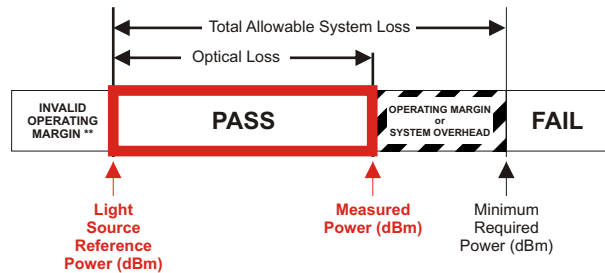 Total Allowable System Loss
Optical Loss
INVALID
OPERATING
MARGIN **
PASS
OPERATING MARGIN
or
SYSTEM OVERHEAD
FAIL
Light
Source
Reference
Power (dBm)
Measured
Power (dBm)
Minimum
Required
Power (dBm)